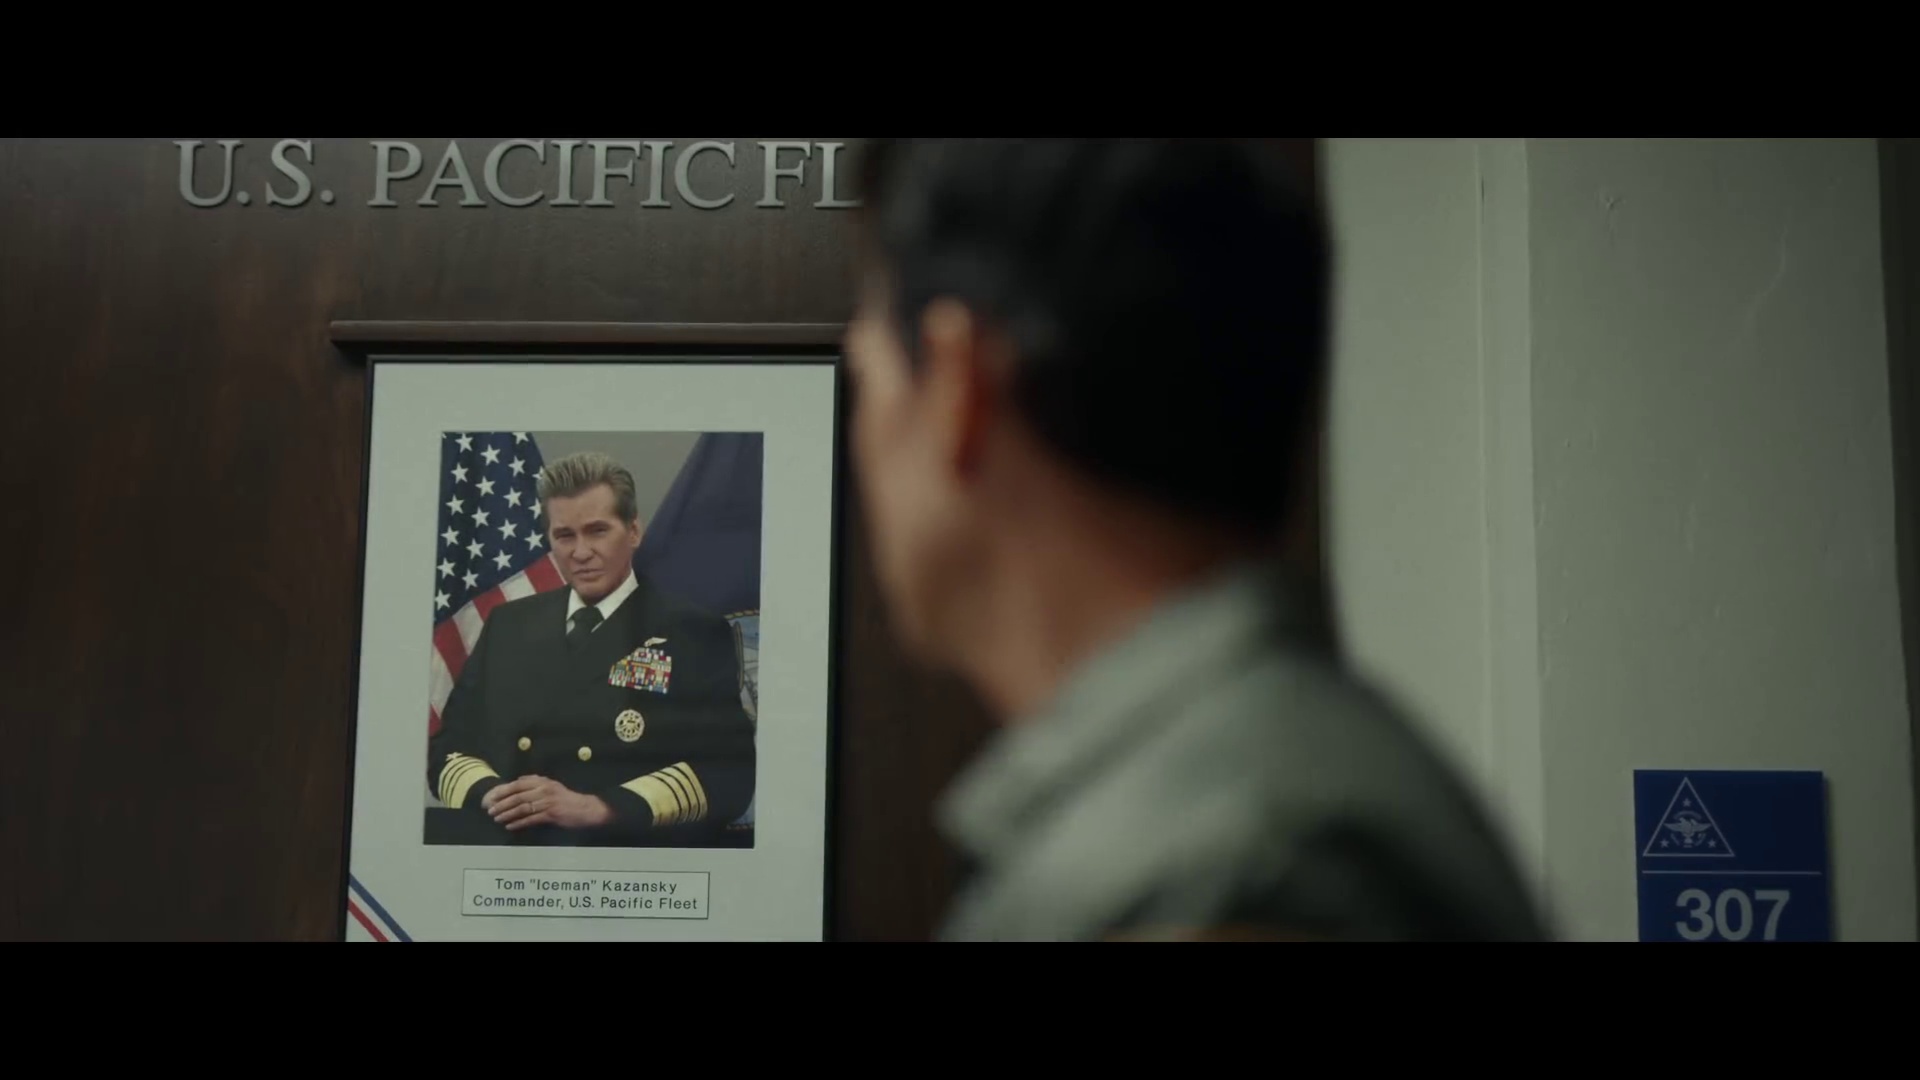 U.S. PACIFIC FL
Tom "Iceman" Kazansky
Commander, U.S. Pacific Fleet
307